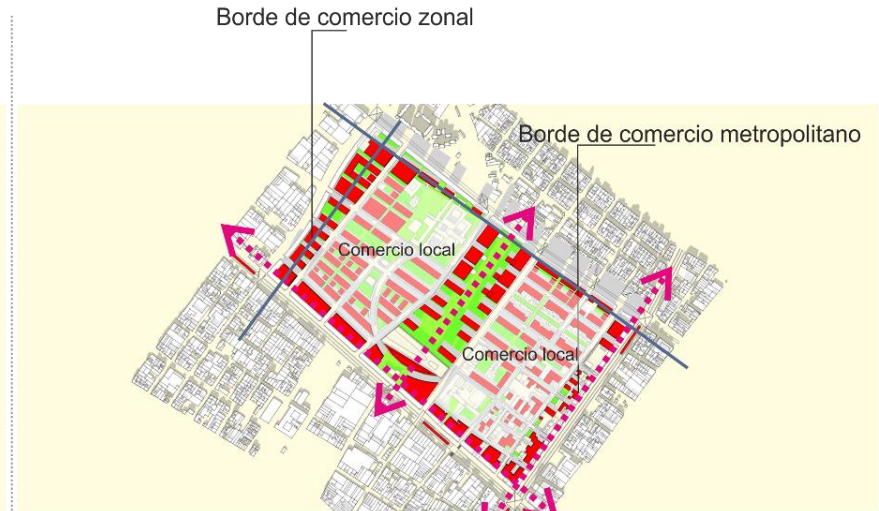 Borde de comercio zonal
Borde de comercio metropolitano
Comercio local
Comercio local